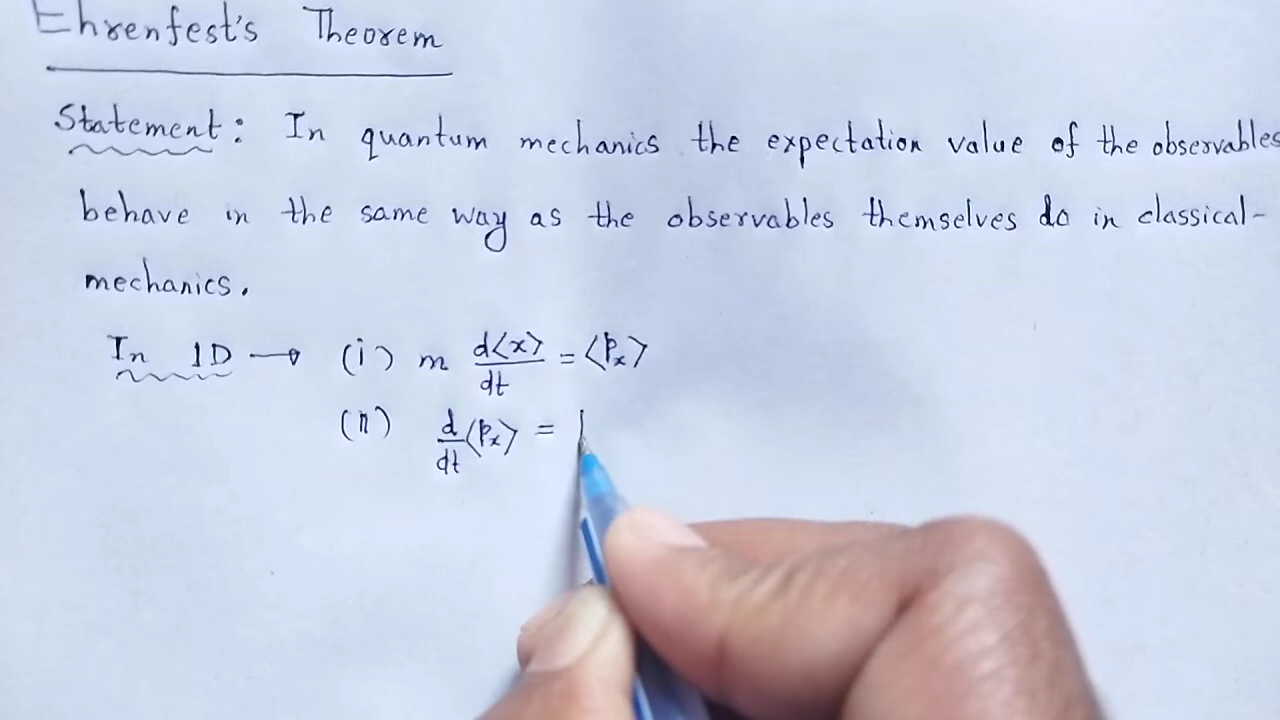 Ehrenfest's Theorem
Statement: In quantum mechanics the expectation value of the observables
behave in the same way as the observables themselves do in classical-
mechanics.
In 1D → (i) m d⟨x⟩/dt = ⟨Pₓ⟩
(ii) d/dt ⟨Pₓ⟩ =